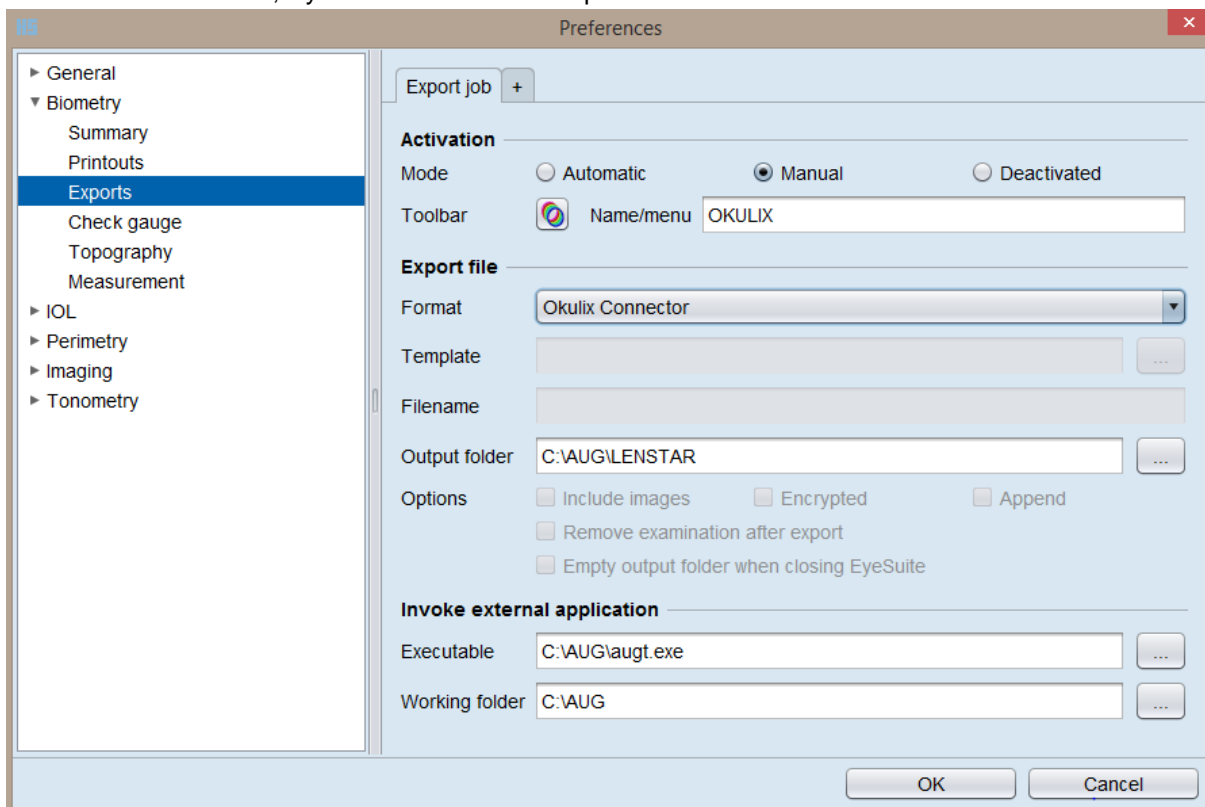 Preferences
General
Biometry
Summary
Printouts
Exports
Check gauge
Topography
Measurement
IOL
Perimetry
Imaging
Tonometry
Export job +
Activation
Mode Automatic Manual Deactivated
Toolbar Name/menu OKULIX
Export file
Format Okulix Connector
Template ...
Filename
Output folder C:\AUG\LENSTAR ...
Options Include images Encrypted Append
Remove examination after export
Empty output folder when closing EyeSuite
Invoke external application
Executable C:\AUG\augt.exe ...
Working folder C:\AUG ...
OK Cancel